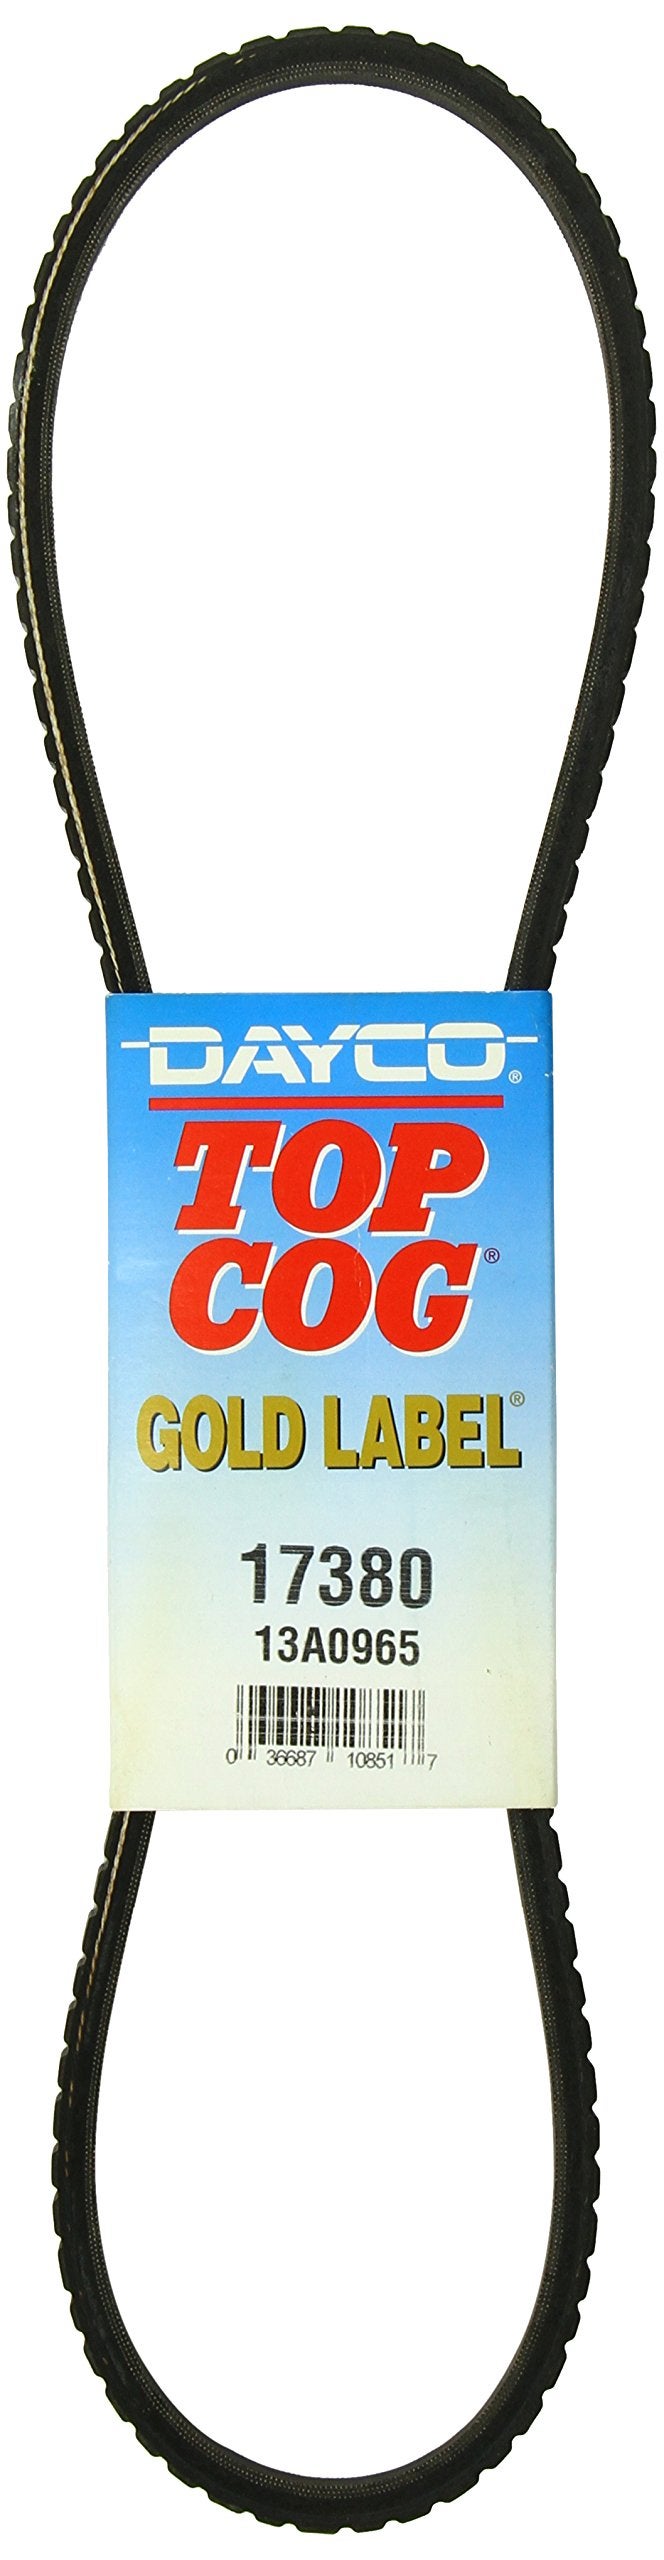 DAYCO®
TOP
COG®
GOLD LABEL®
17380
13A0965
0 36687 10851 7